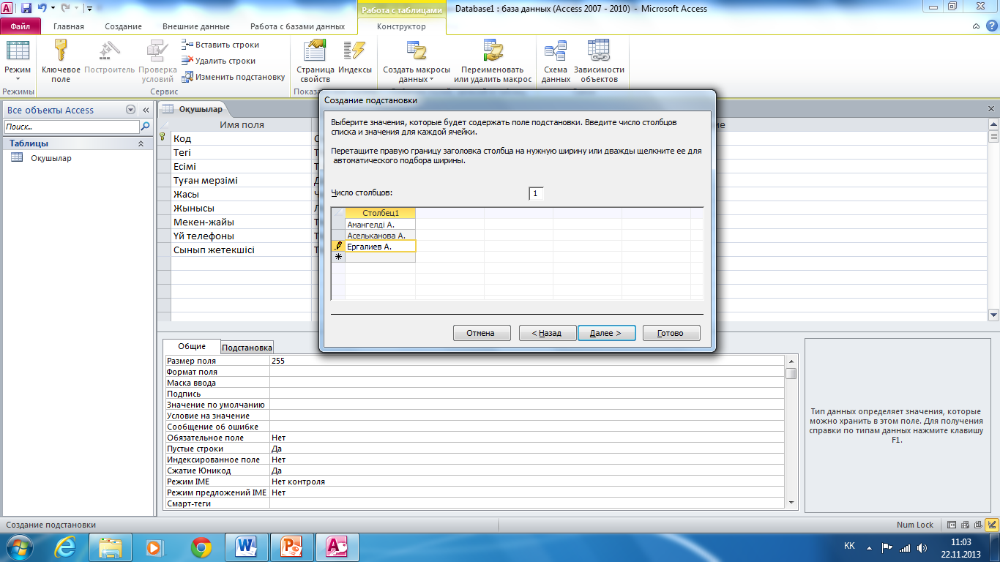 Работа с таблицами
Database1 : база данных (Access 2007 - 2010) - Microsoft Access
Файл
Главная
Создание
Внешние данные
Работа с базами данных
Конструктор
Режим
Ключевое поле
Построитель
Проверка условий
Вставить строки
Удалить строки
Изменить подстановку
Страница свойств
Индексы
Создать макросы данных
Переименовать или удалить макрос
Схема данных
Зависимости объектов
Режимы
Сервис
Все объекты Access
Поиск...
Таблицы
Оқушылар
Оқушылар
Имя поля
Код
Тегі
Есімі
Туған мерзімі
Жасы
Жынысы
Мекен-жайы
Үй телефоны
Сынып жетекшісі
Создание подстановки
Выберите значения, которые будет содержать поле подстановки. Введите число столбцов
списка и значения для каждой ячейки.
Перетащите правую границу заголовка столбца на нужную ширину или дважды щелкните ее для
автоматического подбора ширины.
Число столбцов:
1
Столбец1
Амангелді А.
Аселькановa А.
Ергалиев А.
Отмена
< Назад
Далее >
Готово
Общие
Подстановка
Размер поля 255
Формат поля
Маска ввода
Подпись
Значение по умолчанию
Условие на значение
Сообщение об ошибке
Обязательное поле Нет
Пустые строки Да
Индексированное поле Нет
Сжатие Юникод Да
Режим IME Нет контроля
Режим предложений IME Нет
Смарт-теги
Тип данных определяет значения, которые
можно хранить в этом поле. Для получения
справки по типам данных нажмите клавишу
F1.
Создание подстановки
Num Lock
KK
11:03
22.11.2013